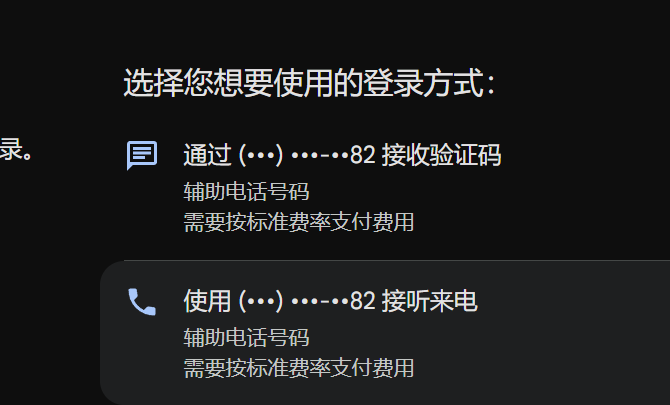 选择您想要使用的登录方式：
录。
通过 (•••) •••-••82 接收验证码
辅助电话号码
需要按标准费率支付费用
使用 (•••) •••-••82 接听来电
辅助电话号码
需要按标准费率支付费用